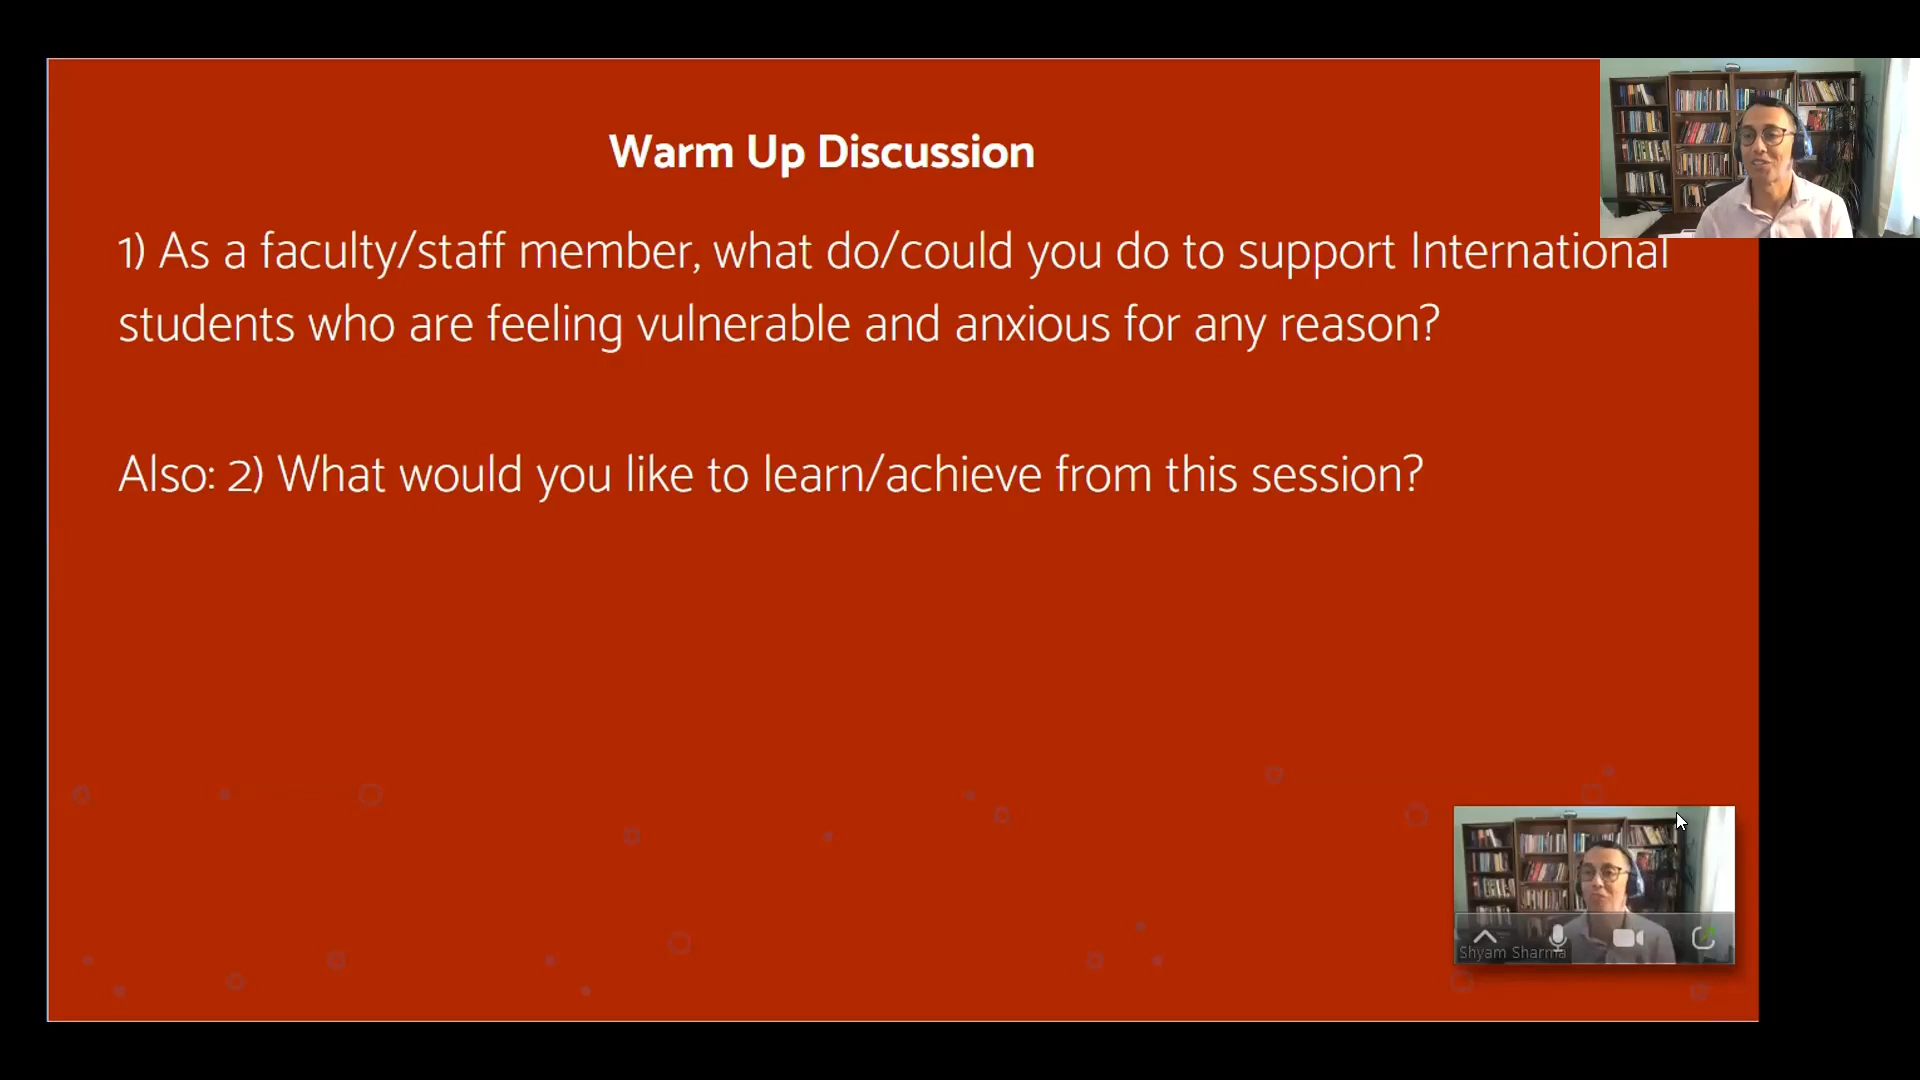 Warm Up Discussion
1) As a faculty/staff member, what do/could you do to support International
students who are feeling vulnerable and anxious for any reason?
Also: 2) What would you like to learn/achieve from this session?
Shyam Sharma